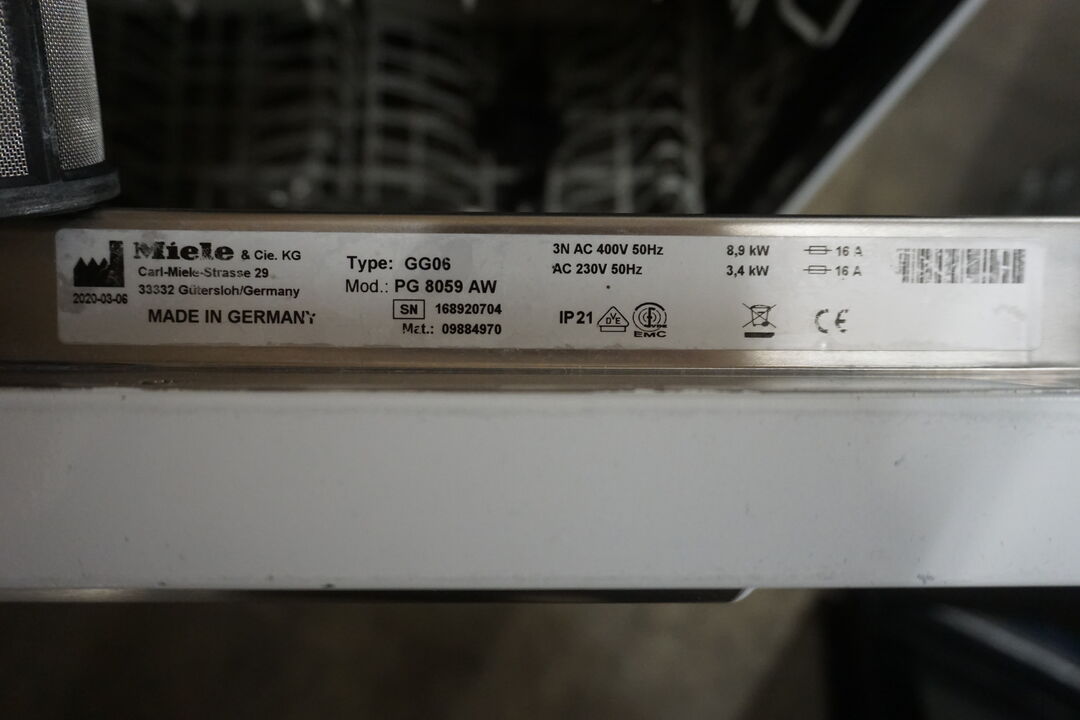 Miele & Cie. KG
Carl-Miele-Strasse 29
33332 Gütersloh/Germany
2020-03-06
MADE IN GERMANY
Type: GG06
Mod.: PG 8059 AW
SN 168920704
Mat.: 09884970
3N AC 400V 50Hz 8,9 kW 16 A
AC 230V 50Hz 3,4 kW 16 A
IP21 VDE VDE CE
EMC